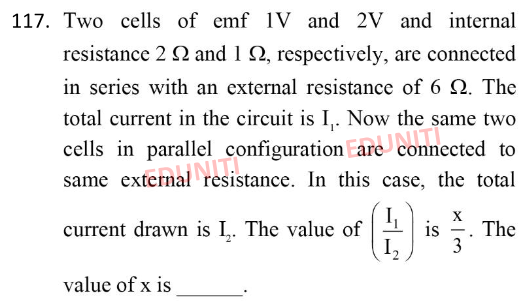 117. Two cells of emf 1V and 2V and internal
resistance 2 Ω and 1 Ω, respectively, are connected
in series with an external resistance of 6 Ω. The
total current in the circuit is I₁. Now the same two
cells in parallel configuration are connected to
same external resistance. In this case, the total
current drawn is I₂. The value of (I₁/I₂) is x/3. The
value of x is ______.
EDUNITI
EDUNITI